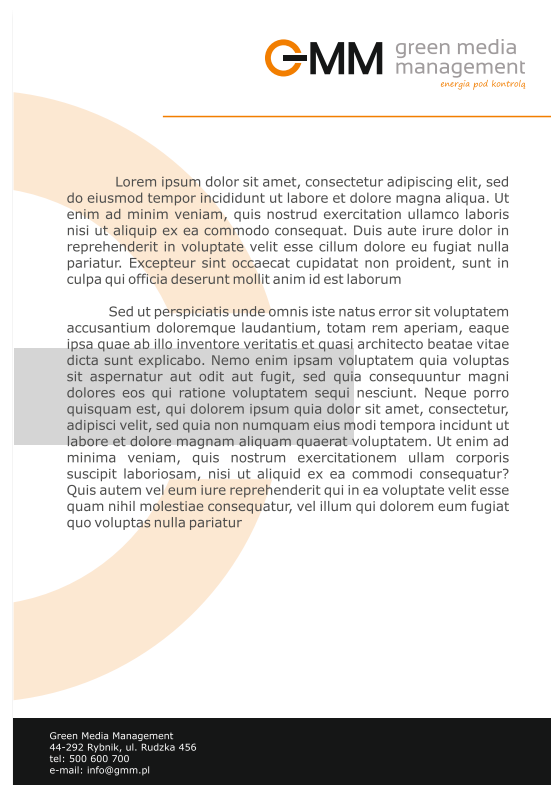 GMM
green media
management
energia pod kontrolą
Lorem ipsum dolor sit amet, consectetur adipiscing elit, sed
do eiusmod tempor incididunt ut labore et dolore magna aliqua. Ut
enim ad minim veniam, quis nostrud exercitation ullamco laboris
nisi ut aliquip ex ea commodo consequat. Duis aute irure dolor in
reprehenderit in voluptate velit esse cillum dolore eu fugiat nulla
pariatur. Excepteur sint occaecat cupidatat non proident, sunt in
culpa qui officia deserunt mollit anim id est laborum
Sed ut perspiciatis unde omnis iste natus error sit voluptatem
accusantium doloremque laudantium, totam rem aperiam, eaque
ipsa quae ab illo inventore veritatis et quasi architecto beatae vitae
dicta sunt explicabo. Nemo enim ipsam voluptatem quia voluptas
sit aspernatur aut odit aut fugit, sed quia consequuntur magni
dolores eos qui ratione voluptatem sequi nesciunt. Neque porro
quisquam est, qui dolorem ipsum quia dolor sit amet, consectetur,
adipisci velit, sed quia non numquam eius modi tempora incidunt ut
labore et dolore magnam aliquam quaerat voluptatem. Ut enim ad
minima veniam, quis nostrum exercitationem ullam corporis
suscipit laboriosam, nisi ut aliquid ex ea commodi consequatur?
Quis autem vel eum iure reprehenderit qui in ea voluptate velit esse
quam nihil molestiae consequatur, vel illum qui dolorem eum fugiat
quo voluptas nulla pariatur
Green Media Management
44-292 Rybnik, ul. Rudzka 456
tel: 500 600 700
e-mail: info@gmm.pl